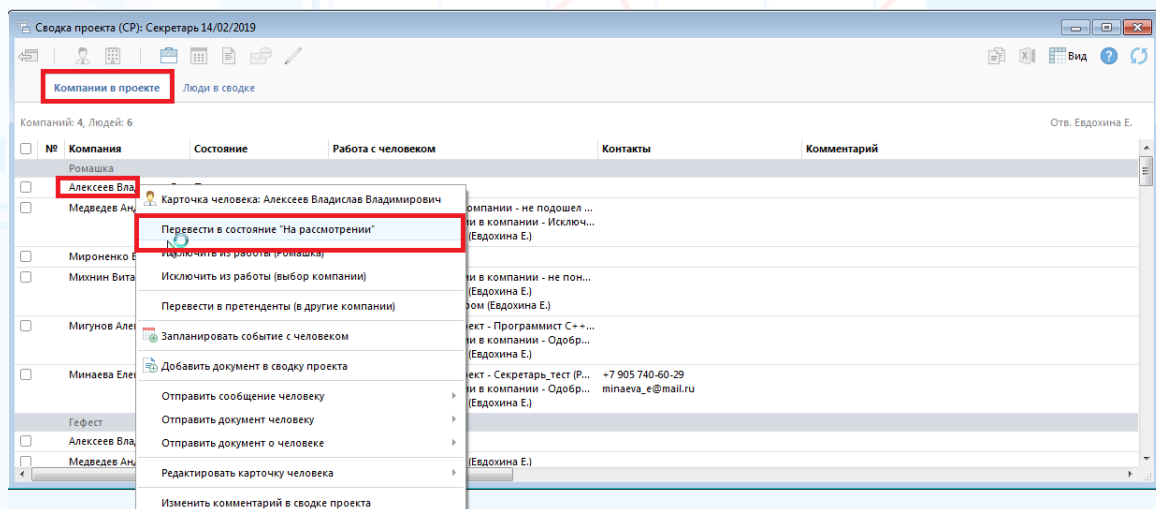 Сводка проекта (СР): Секретарь 14/02/2019
Вид
Компании в проекте Люди в сводке
Компаний: 4, Людей: 6 Отв. Евдохина Е.
№ Компания Состояние Работа с человеком Контакты Комментарий
Ромашка
Алексеев Вла
Карточка человека: Алексеев Владислав Владимирович
Медведев Ан
омпании - не подошел ...
Перевести в состояние "На рассмотрении"
ии в компании - Исключ...
(Евдохина Е.)
Мироненко
Исключить из работы (Ромашка)
Михнин Вита
Исключить из работы (выбор компании)
ии в компании - не пон...
(Евдохина Е.)
Перевести в претенденты (в другие компании)
ром (Евдохина Е.)
Мигунов Але
ект - Программист С++...
Запланировать событие с человеком
ии в компании - Одобр...
(Евдохина Е.)
Добавить документ в сводку проекта
Минаева Еле
ект - Секретарь_тест (Р... +7 905 740-60-29
Отправить сообщение человеку
ии в компании - Одобр... minaeva_e@mail.ru
(Евдохина Е.)
Гефест
Отправить документ человеку
Алексеев Вла
Отправить документ о человеке
Медведев Ан
(Евдохина Е.)
Редактировать карточку человека
Изменить комментарий в сводке проекта